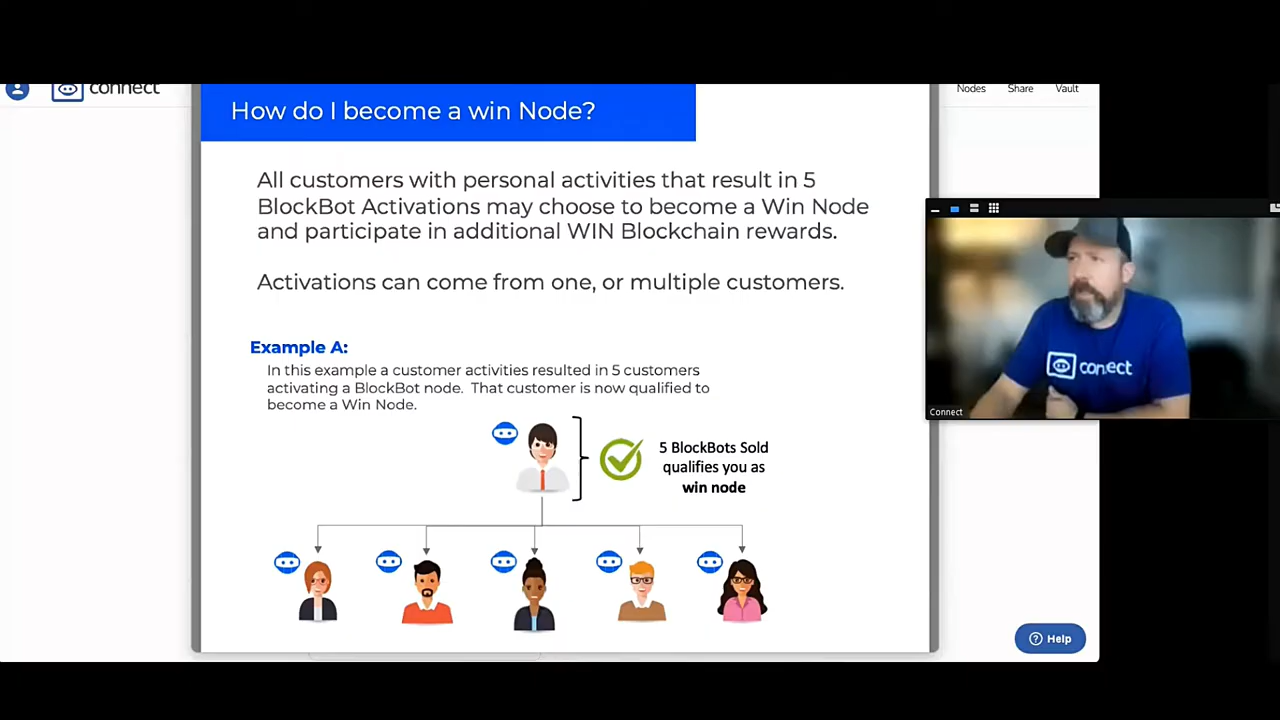 connect
Nodes Share Vault
How do I become a win Node?
All customers with personal activities that result in 5
BlockBot Activations may choose to become a Win Node
and participate in additional WIN Blockchain rewards.
Activations can come from one, or multiple customers.
Example A:
In this example a customer activities resulted in 5 customers
activating a BlockBot node. That customer is now qualified to
become a Win Node.
5 BlockBots Sold
qualifies you as
win node
connect
Connect
Help